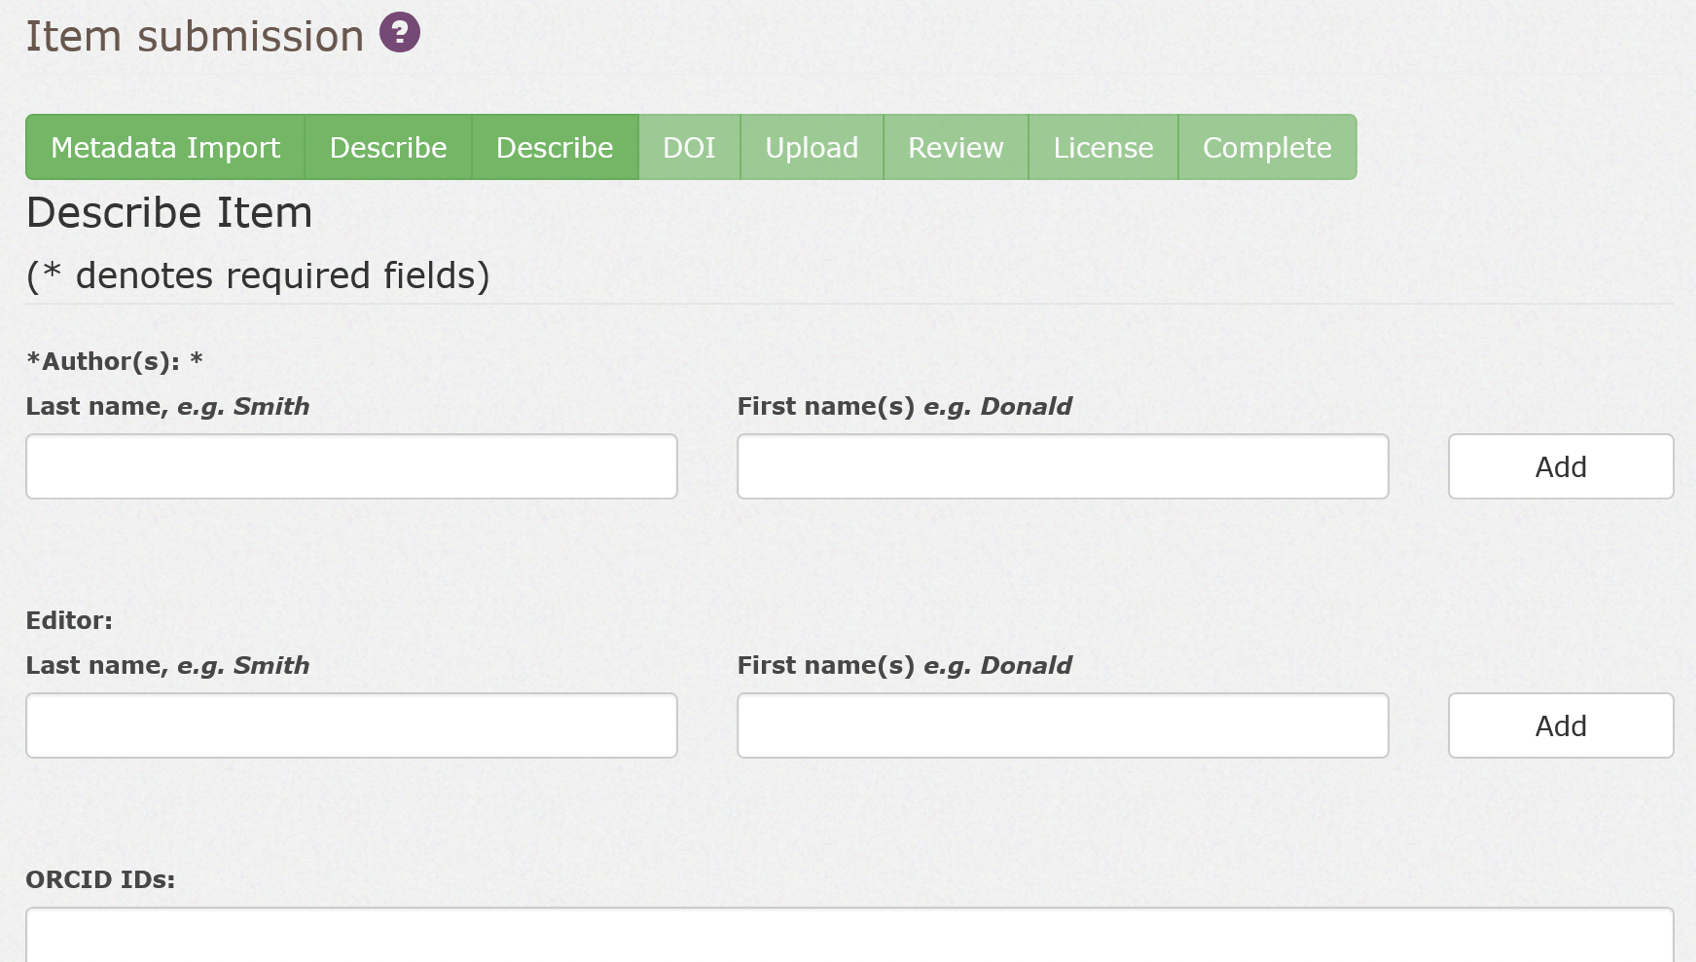 Item submission ?
Metadata Import Describe Describe DOI Upload Review License Complete
Describe Item
(* denotes required fields)
*Author(s): *
Last name, e.g. Smith First name(s) e.g. Donald
Add
Editor:
Last name, e.g. Smith First name(s) e.g. Donald
Add
ORCID IDs: